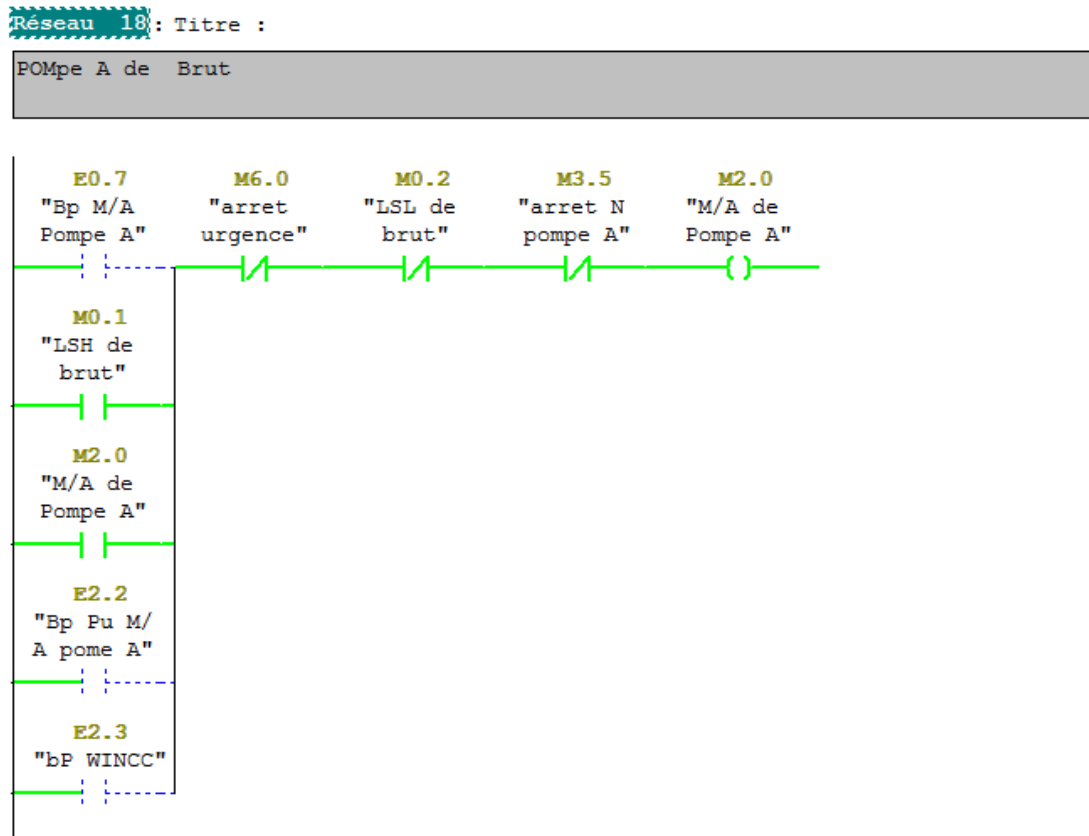 Réseau 18 : Titre :
POMpe A de Brut
E0.7 M6.0 M0.2 M3.5 M2.0
"Bp M/A "arret "LSL de "arret N "M/A de
Pompe A" urgence" brut" pompe A" Pompe A"
M0.1
"LSH de
brut"
M2.0
"M/A de
Pompe A"
E2.2
"Bp Pu M/
A pome A"
E2.3
"bP WINCC"